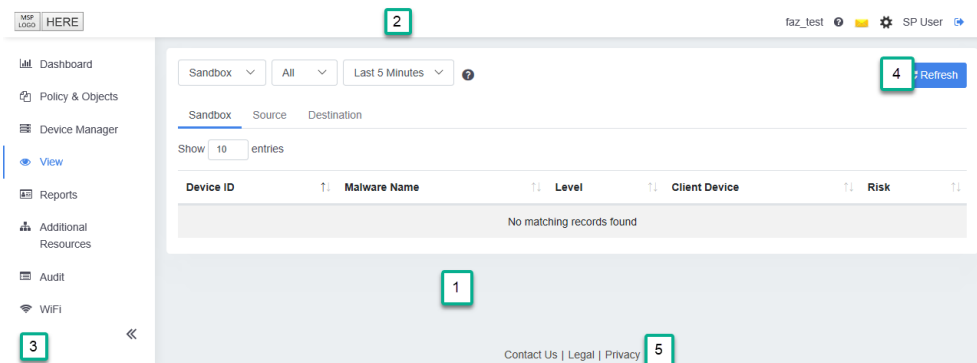 MSP LOGO HERE
2
faz_test SP User
Dashboard
Policy & Objects
Device Manager
View
Reports
Additional
Resources
Audit
WiFi
3
Sandbox All Last 5 Minutes
4 Refresh
Sandbox Source Destination
Show 10 entries
Device ID Malware Name Level Client Device Risk
No matching records found
1
Contact Us | Legal | Privacy 5